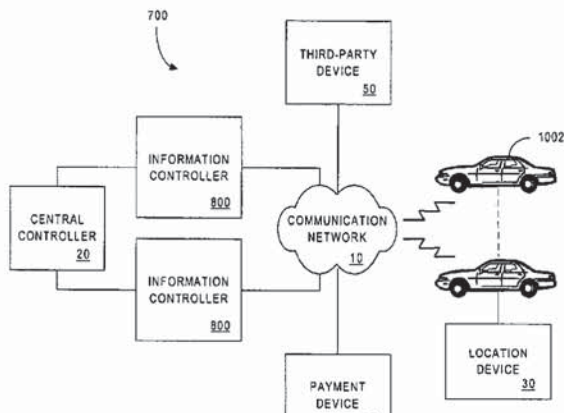 700
THIRD-PARTY
DEVICE
50
1002
INFORMATION
CONTROLLER
800
CENTRAL
CONTROLLER
20
COMMUNICATION
NETWORK
10
INFORMATION
CONTROLLER
800
LOCATION
DEVICE
30
PAYMENT
DEVICE